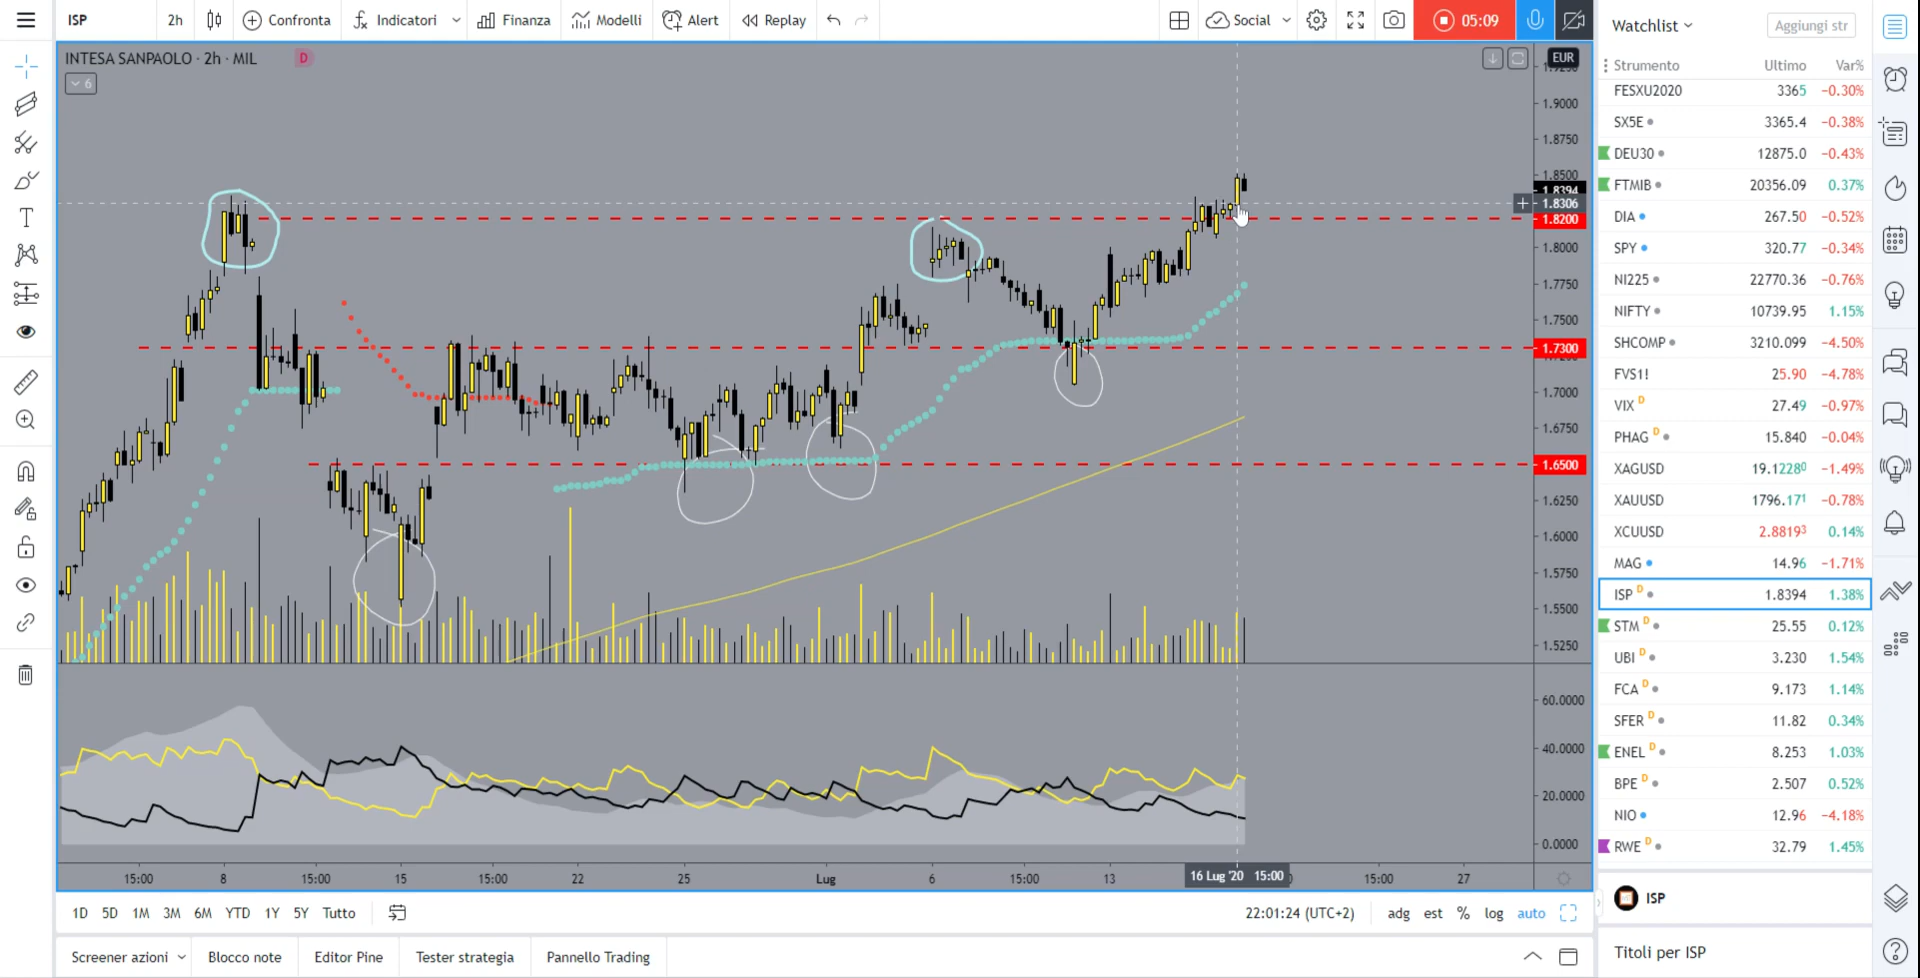 ISP 2h Confronta Indicatori Finanza Modelli Alert Replay Social 05:09
INTESA SANPAOLO · 2h · MIL D
6
EUR
1.9000
1.8750
1.8500
1.8394
1.8306
1.8200
1.8000
1.7750
1.7500
1.7300
1.7000
1.6750
1.6500
1.6250
1.6000
1.5750
1.5500
1.5250
60.0000
40.0000
20.0000
0.0000
15:00 8 15:00 15 15:00 22 25 Lug 6 15:00 13 16 Lug '20 15:00 15:00 27
1D 5D 1M 3M 6M YTD 1Y 5Y Tutto 22:01:24 (UTC+2) adg est % log auto
Screener azioni Blocco note Editor Pine Tester strategia Pannello Trading
Watchlist Aggiungi str
Strumento Ultimo Var%
FESXU2020 3365 −0.30%
SX5E 3365.4 −0.38%
DEU30 12875.0 −0.43%
FTMIB 20356.09 0.37%
DIA 267.50 −0.52%
SPY 320.77 −0.34%
NI225 22770.36 −0.76%
NIFTY 10739.95 1.15%
SHCOMP 3210.099 −4.50%
FVS1! 25.90 −4.78%
VIX D 27.49 −0.97%
PHAG D 15.840 −0.04%
XAGUSD 19.1228⁰ −1.49%
XAUUSD 1796.17¹ −0.78%
XCUUSD 2.8819³ 0.14%
MAG 14.96 −1.71%
ISP D 1.8394 1.38%
STM D 25.55 0.12%
UBI D 3.230 1.54%
FCA D 9.173 1.14%
SFER D 11.82 0.34%
ENEL D 8.253 1.03%
BPE D 2.507 0.52%
NIO 12.96 −4.18%
RWE D 32.79 1.45%
ISP
Titoli per ISP